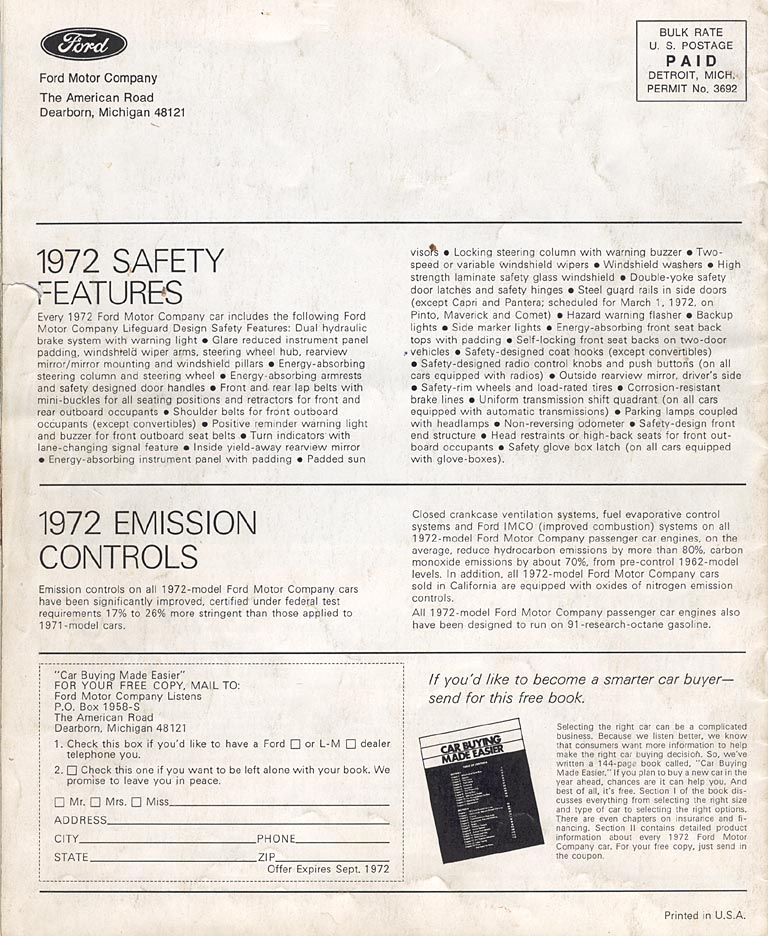 Ford
Ford Motor Company
The American Road
Dearborn, Michigan 48121
BULK RATE
U. S. POSTAGE
PAID
DETROIT, MICH.
PERMIT No. 3692
1972 SAFETY
FEATURES
Every 1972 Ford Motor Company car includes the following Ford
Motor Company Lifeguard Design Safety Features: Dual hydraulic
brake system with warning light ● Glare reduced instrument panel
padding, windshield wiper arms, steering wheel hub, rearview
mirror/mirror mounting and windshield pillars ● Energy-absorbing
steering column and steering wheel ● Energy-absorbing armrests
and safety designed door handles ● Front and rear lap belts with
mini-buckles for all seating positions and retractors for front and
rear outboard occupants ● Shoulder belts for front outboard
occupants (except convertibles) ● Positive reminder warning light
and buzzer for front outboard seat belts ● Turn indicators with
lane-changing signal feature ● Inside yield-away rearview mirror
● Energy-absorbing instrument panel with padding ● Padded sun
visors ● Locking steering column with warning buzzer ● Two-
speed or variable windshield wipers ● Windshield washers ● High
strength laminate safety glass windshield ● Double-yoke safety
door latches and safety hinges ● Steel guard rails in side doors
(except Capri and Pantera; scheduled for March 1, 1972, on
Pinto, Maverick and Comet) ● Hazard warning flasher ● Backup
lights ● Side marker lights ● Energy-absorbing front seat back
tops with padding ● Self-locking front seat backs on two-door
vehicles ● Safety-designed coat hooks (except convertibles)
● Safety-designed radio control knobs and push buttons (on all
cars equipped with radios) ● Outside rearview mirror, driver's side
● Safety-rim wheels and load-rated tires ● Corrosion-resistant
brake lines ● Uniform transmission shift quadrant (on all cars
equipped with automatic transmissions) ● Parking lamps coupled
with headlamps ● Non-reversing odometer ● Safety-design front
end structure ● Head restraints or high-back seats for front out-
board occupants ● Safety glove box latch (on all cars equipped
with glove-boxes).
1972 EMISSION
CONTROLS
Emission controls on all 1972-model Ford Motor Company cars
have been significantly improved, certified under federal test
requirements 17% to 26% more stringent than those applied to
1971-model cars.
Closed crankcase ventilation systems, fuel evaporative control
systems and Ford IMCO (improved combustion) systems on all
1972-model Ford Motor Company passenger car engines, on the
average, reduce hydrocarbon emissions by more than 80%, carbon
monoxide emissions by about 70%, from pre-control 1962-model
levels. In addition, all 1972-model Ford Motor Company cars
sold in California are equipped with oxides of nitrogen emission
controls.
All 1972-model Ford Motor Company passenger car engines also
have been designed to run on 91-research-octane gasoline.
"Car Buying Made Easier"
FOR YOUR FREE COPY, MAIL TO:
Ford Motor Company Listens
P.O. Box 1958-S
The American Road
Dearborn, Michigan 48121
1. Check this box if you'd like to have a Ford □ or L-M □ dealer
telephone you.
2. □ Check this one if you want to be left alone with your book. We
promise to leave you in peace.
□ Mr. □ Mrs. □ Miss
ADDRESS
CITY PHONE
STATE ZIP
Offer Expires Sept. 1972
If you'd like to become a smarter car buyer—
send for this free book.
CAR BUYING
MADE EASIER
TABLE OF CONTENTS
Selecting the right car can be a complicated
business. Because we listen better, we know
that consumers want more information to help
make the right car buying decision. So, we've
written a 144-page book called, "Car Buying
Made Easier." If you plan to buy a new car in the
year ahead, chances are it can help you. And
best of all, it's free. Section I of the book dis-
cusses everything from selecting the right size
and type of car to selecting the right options.
There are even chapters on insurance and fi-
nancing. Section II contains detailed product
information about every 1972 Ford Motor
Company car. For your free copy, just send in
the coupon.
Printed in U.S.A.